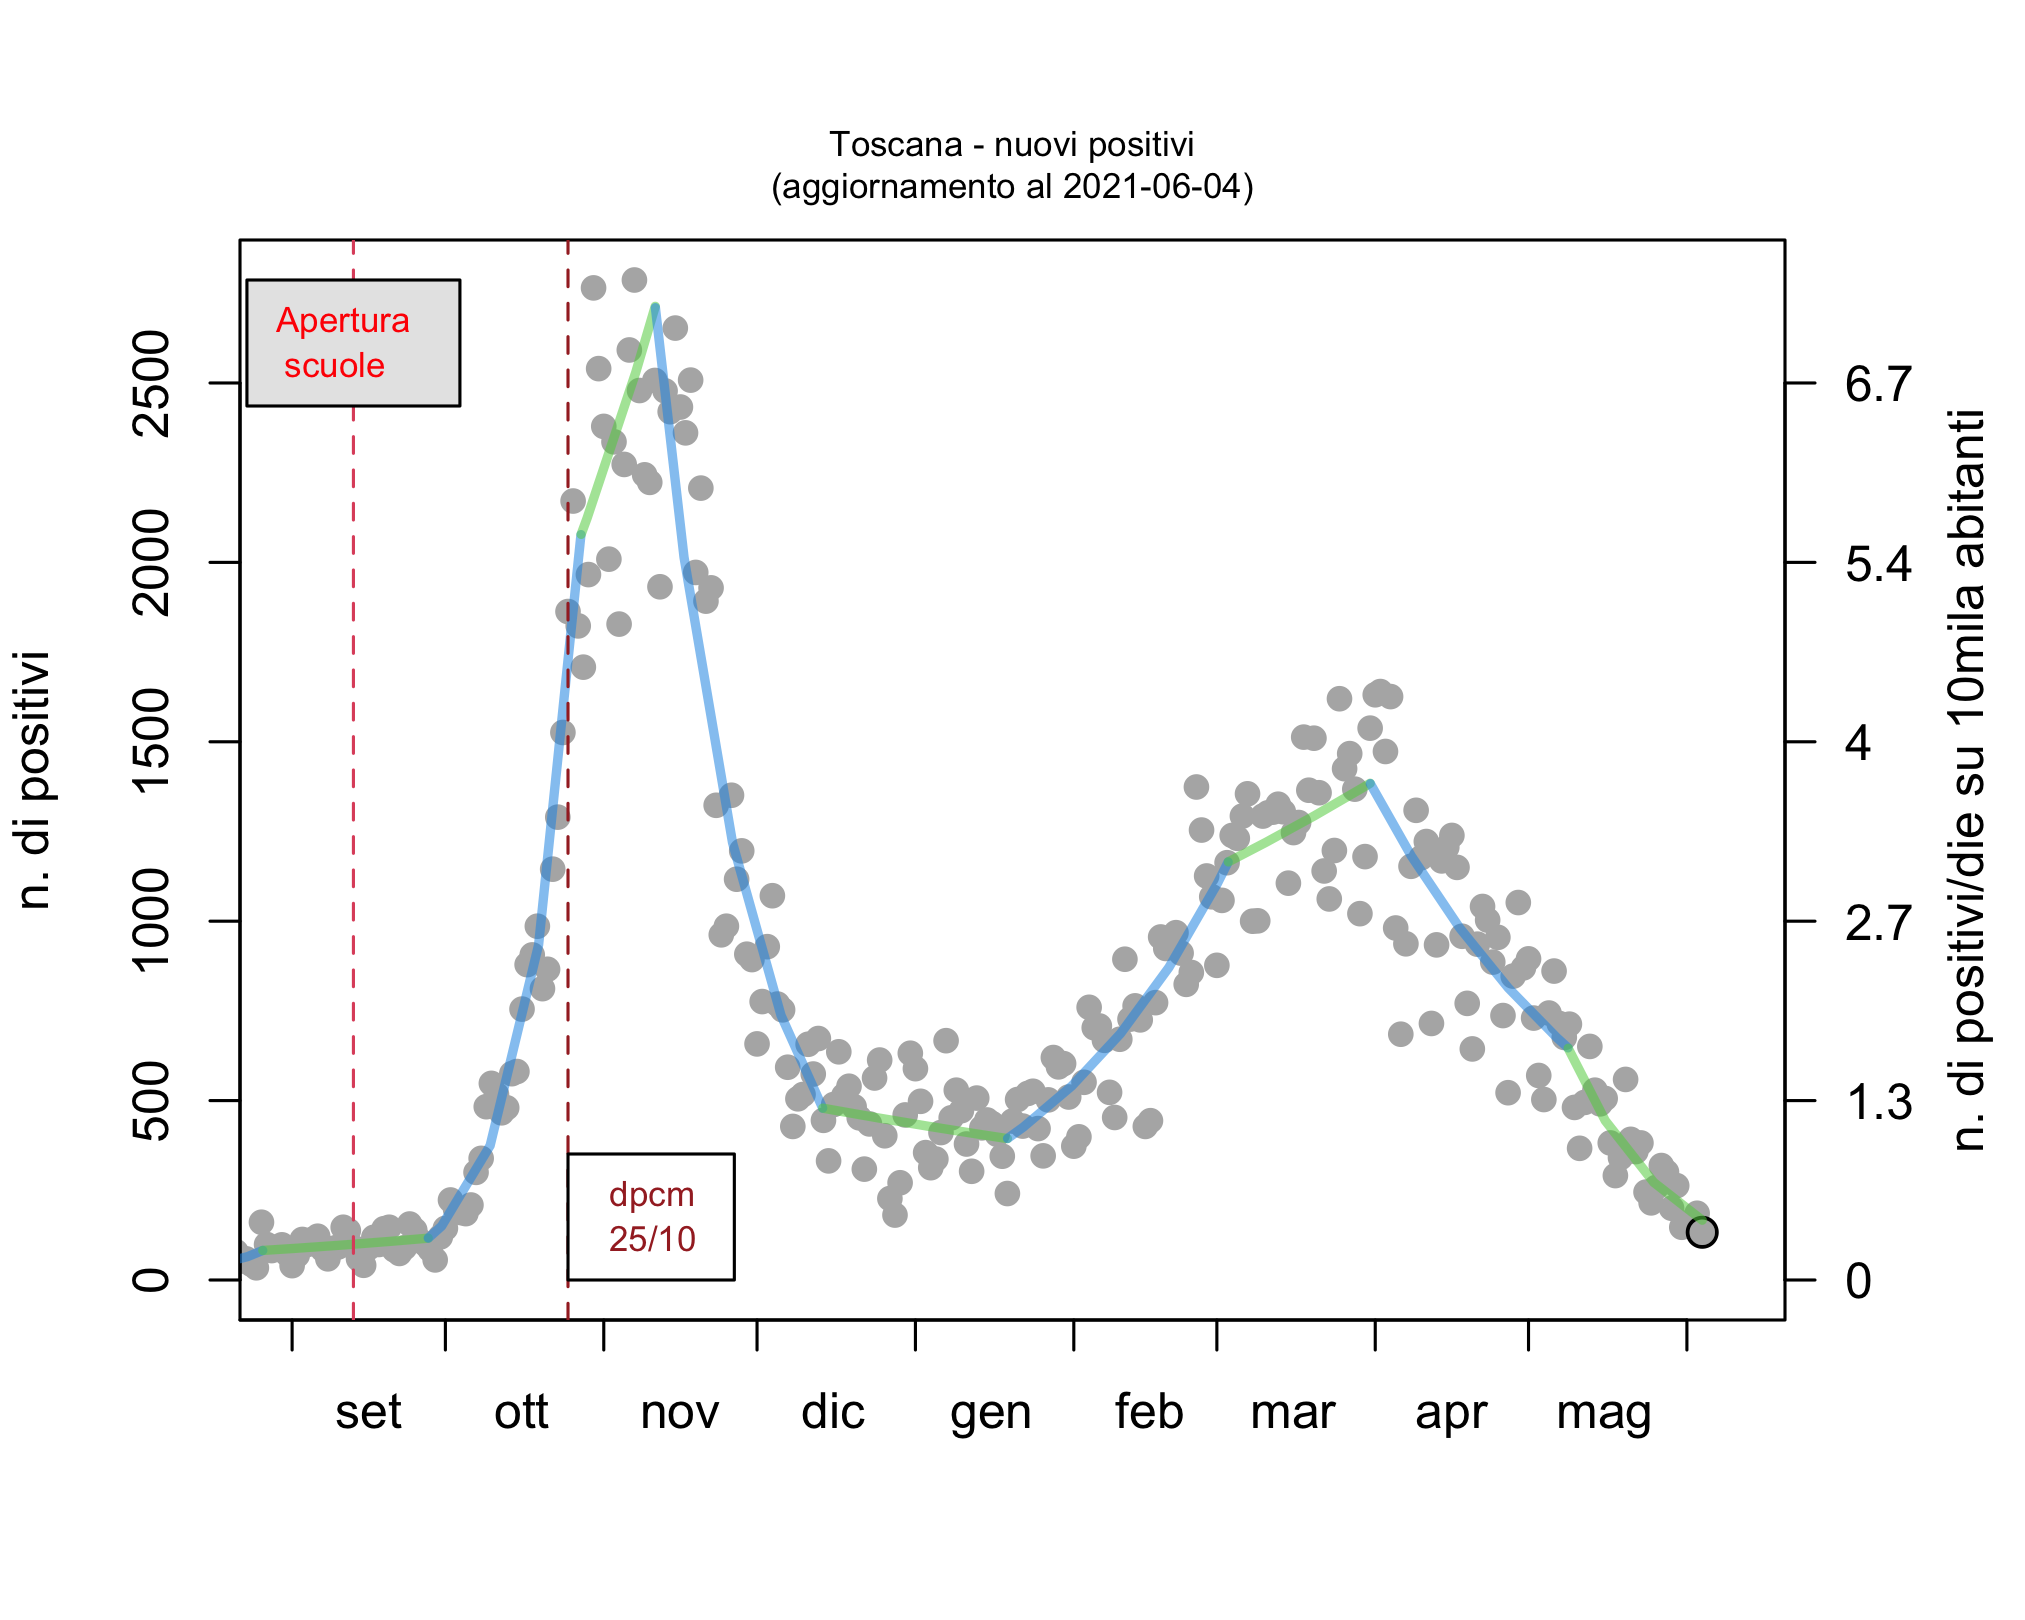 Toscana - nuovi positivi
(aggiornamento al 2021-06-04)
Apertura
scuole
dpcm
25/10
n. di positivi
2500
2000
1500
1000
500
0
6.7
5.4
4
2.7
1.3
0
n. di positivi/die su 10mila abitanti
set ott nov dic gen feb mar apr mag